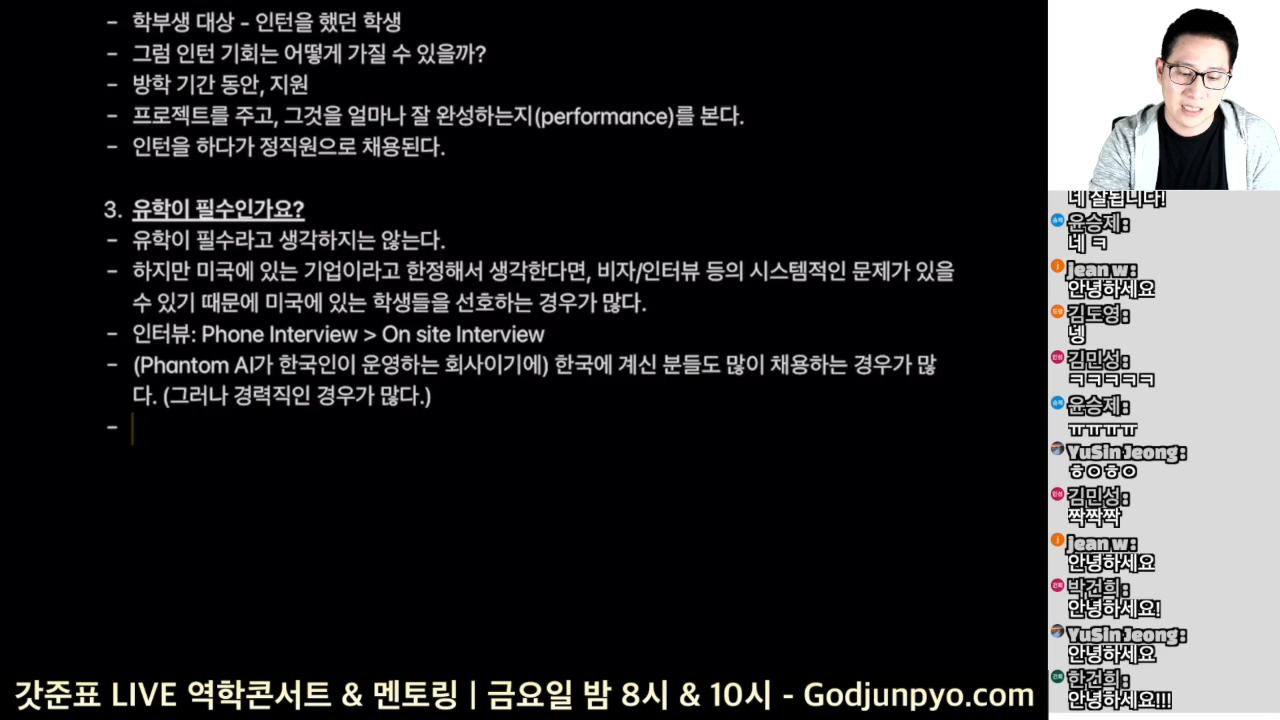 - 학부생 대상 - 인턴을 했던 학생
- 그럼 인턴 기회는 어떻게 가질 수 있을까?
- 방학 기간 동안, 지원
- 프로젝트를 주고, 그것을 얼마나 잘 완성하는지(performance)를 본다.
- 인턴을 하다가 정직원으로 채용된다.
3. 유학이 필수인가요?
- 유학이 필수라고 생각하지는 않는다.
- 하지만 미국에 있는 기업이라고 한정해서 생각한다면, 비자/인터뷰 등의 시스템적인 문제가 있을
수 있기 때문에 미국에 있는 학생들을 선호하는 경우가 많다.
- 인터뷰: Phone Interview > On site Interview
- (Phantom AI가 한국인이 운영하는 회사이기에) 한국에 계신 분들도 많이 채용하는 경우가 많
다. (그러나 경력직인 경우가 많다.)
-
네 잘됩니다!
윤승제:
네 ㅋ
jean w:
안녕하세요
김도영:
넹
김민성:
ㅋㅋㅋㅋㅋ
윤승제:
ㅠㅠㅠㅠ
YuSin Jeong:
ㅎㅇㅎㅇ
김민성:
짝짝짝
jean w:
안녕하세요
박건희:
안녕하세요!
YuSin Jeong:
안녕하세요
한건희:
안녕하세요!!!
갓준표 LIVE 역학콘서트 & 멘토링 | 금요일 밤 8시 & 10시 - Godjunpyo.com